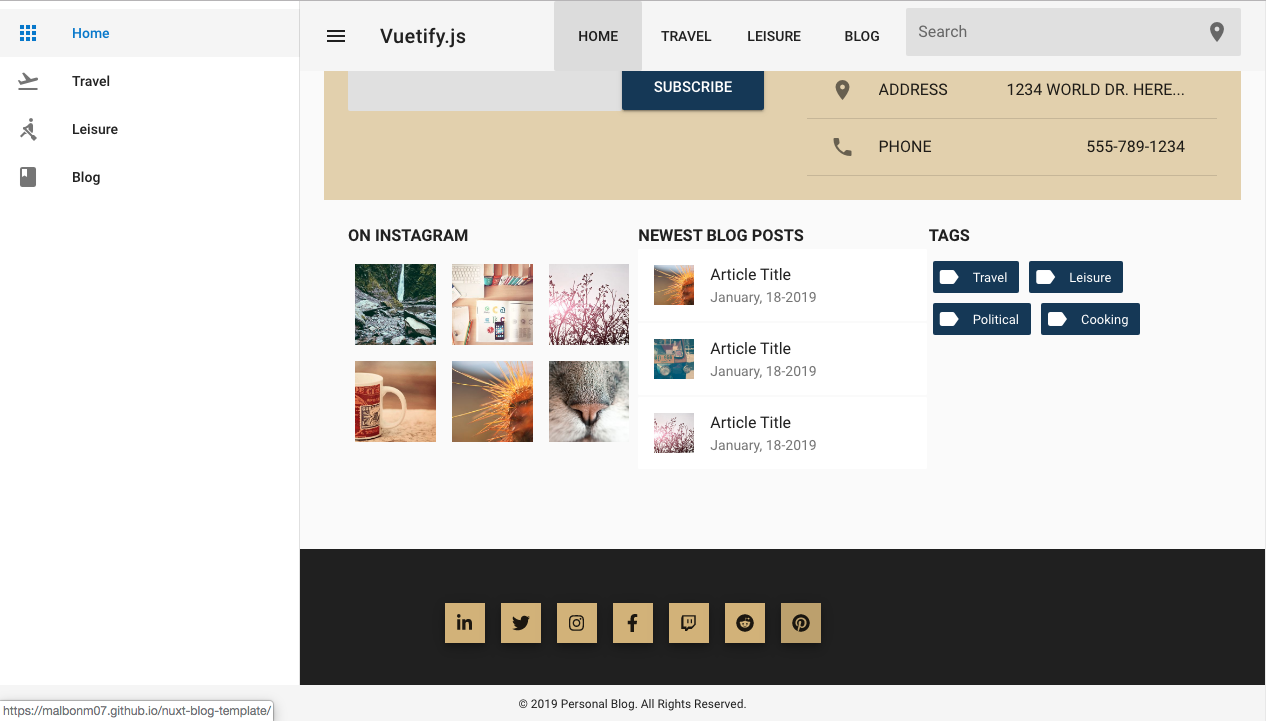 Home
Travel
Leisure
Blog
Vuetify.js
HOME
TRAVEL
LEISURE
BLOG
Search
SUBSCRIBE
ADDRESS
1234 WORLD DR. HERE...
PHONE
555-789-1234
ON INSTAGRAM
NEWEST BLOG POSTS
Article Title
January, 18-2019
Article Title
January, 18-2019
Article Title
January, 18-2019
TAGS
Travel
Leisure
Political
Cooking
© 2019 Personal Blog. All Rights Reserved.
https://malbonm07.github.io/nuxt-blog-template/